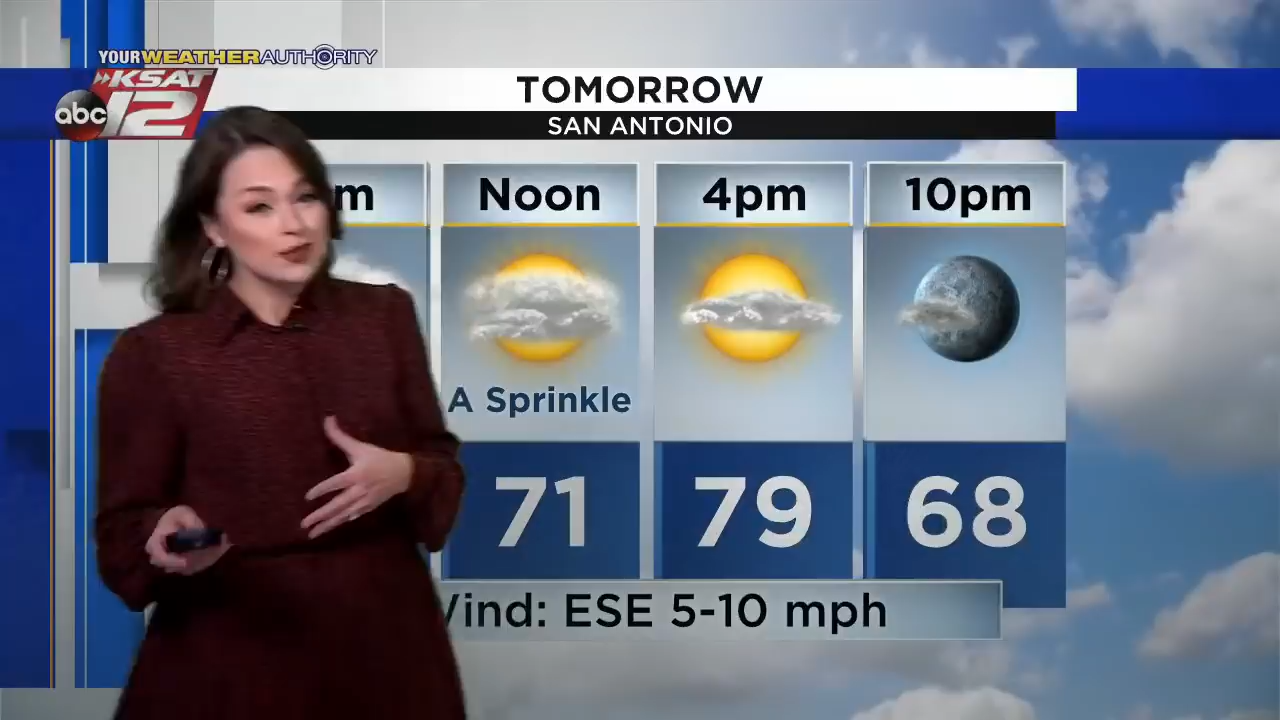 YOUR WEATHER AUTHORITY
KSAT
abc 12
TOMORROW
SAN ANTONIO
m
Noon
4pm
10pm
A Sprinkle
71
79
68
ind: ESE 5-10 mph